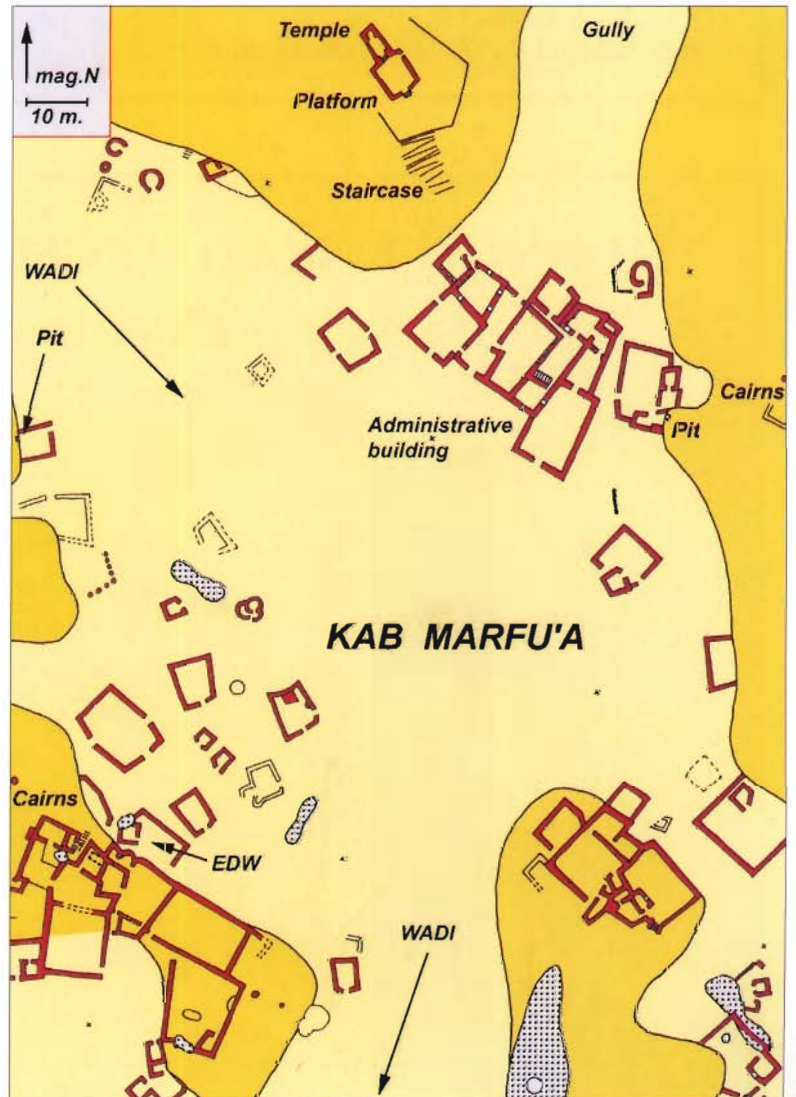 mag.N
10 m.
Temple
Gully
Platform
Staircase
WADI
Pit
Cairns
Administrative
building
Pit
KAB MARFU'A
Cairns
EDW
WADI